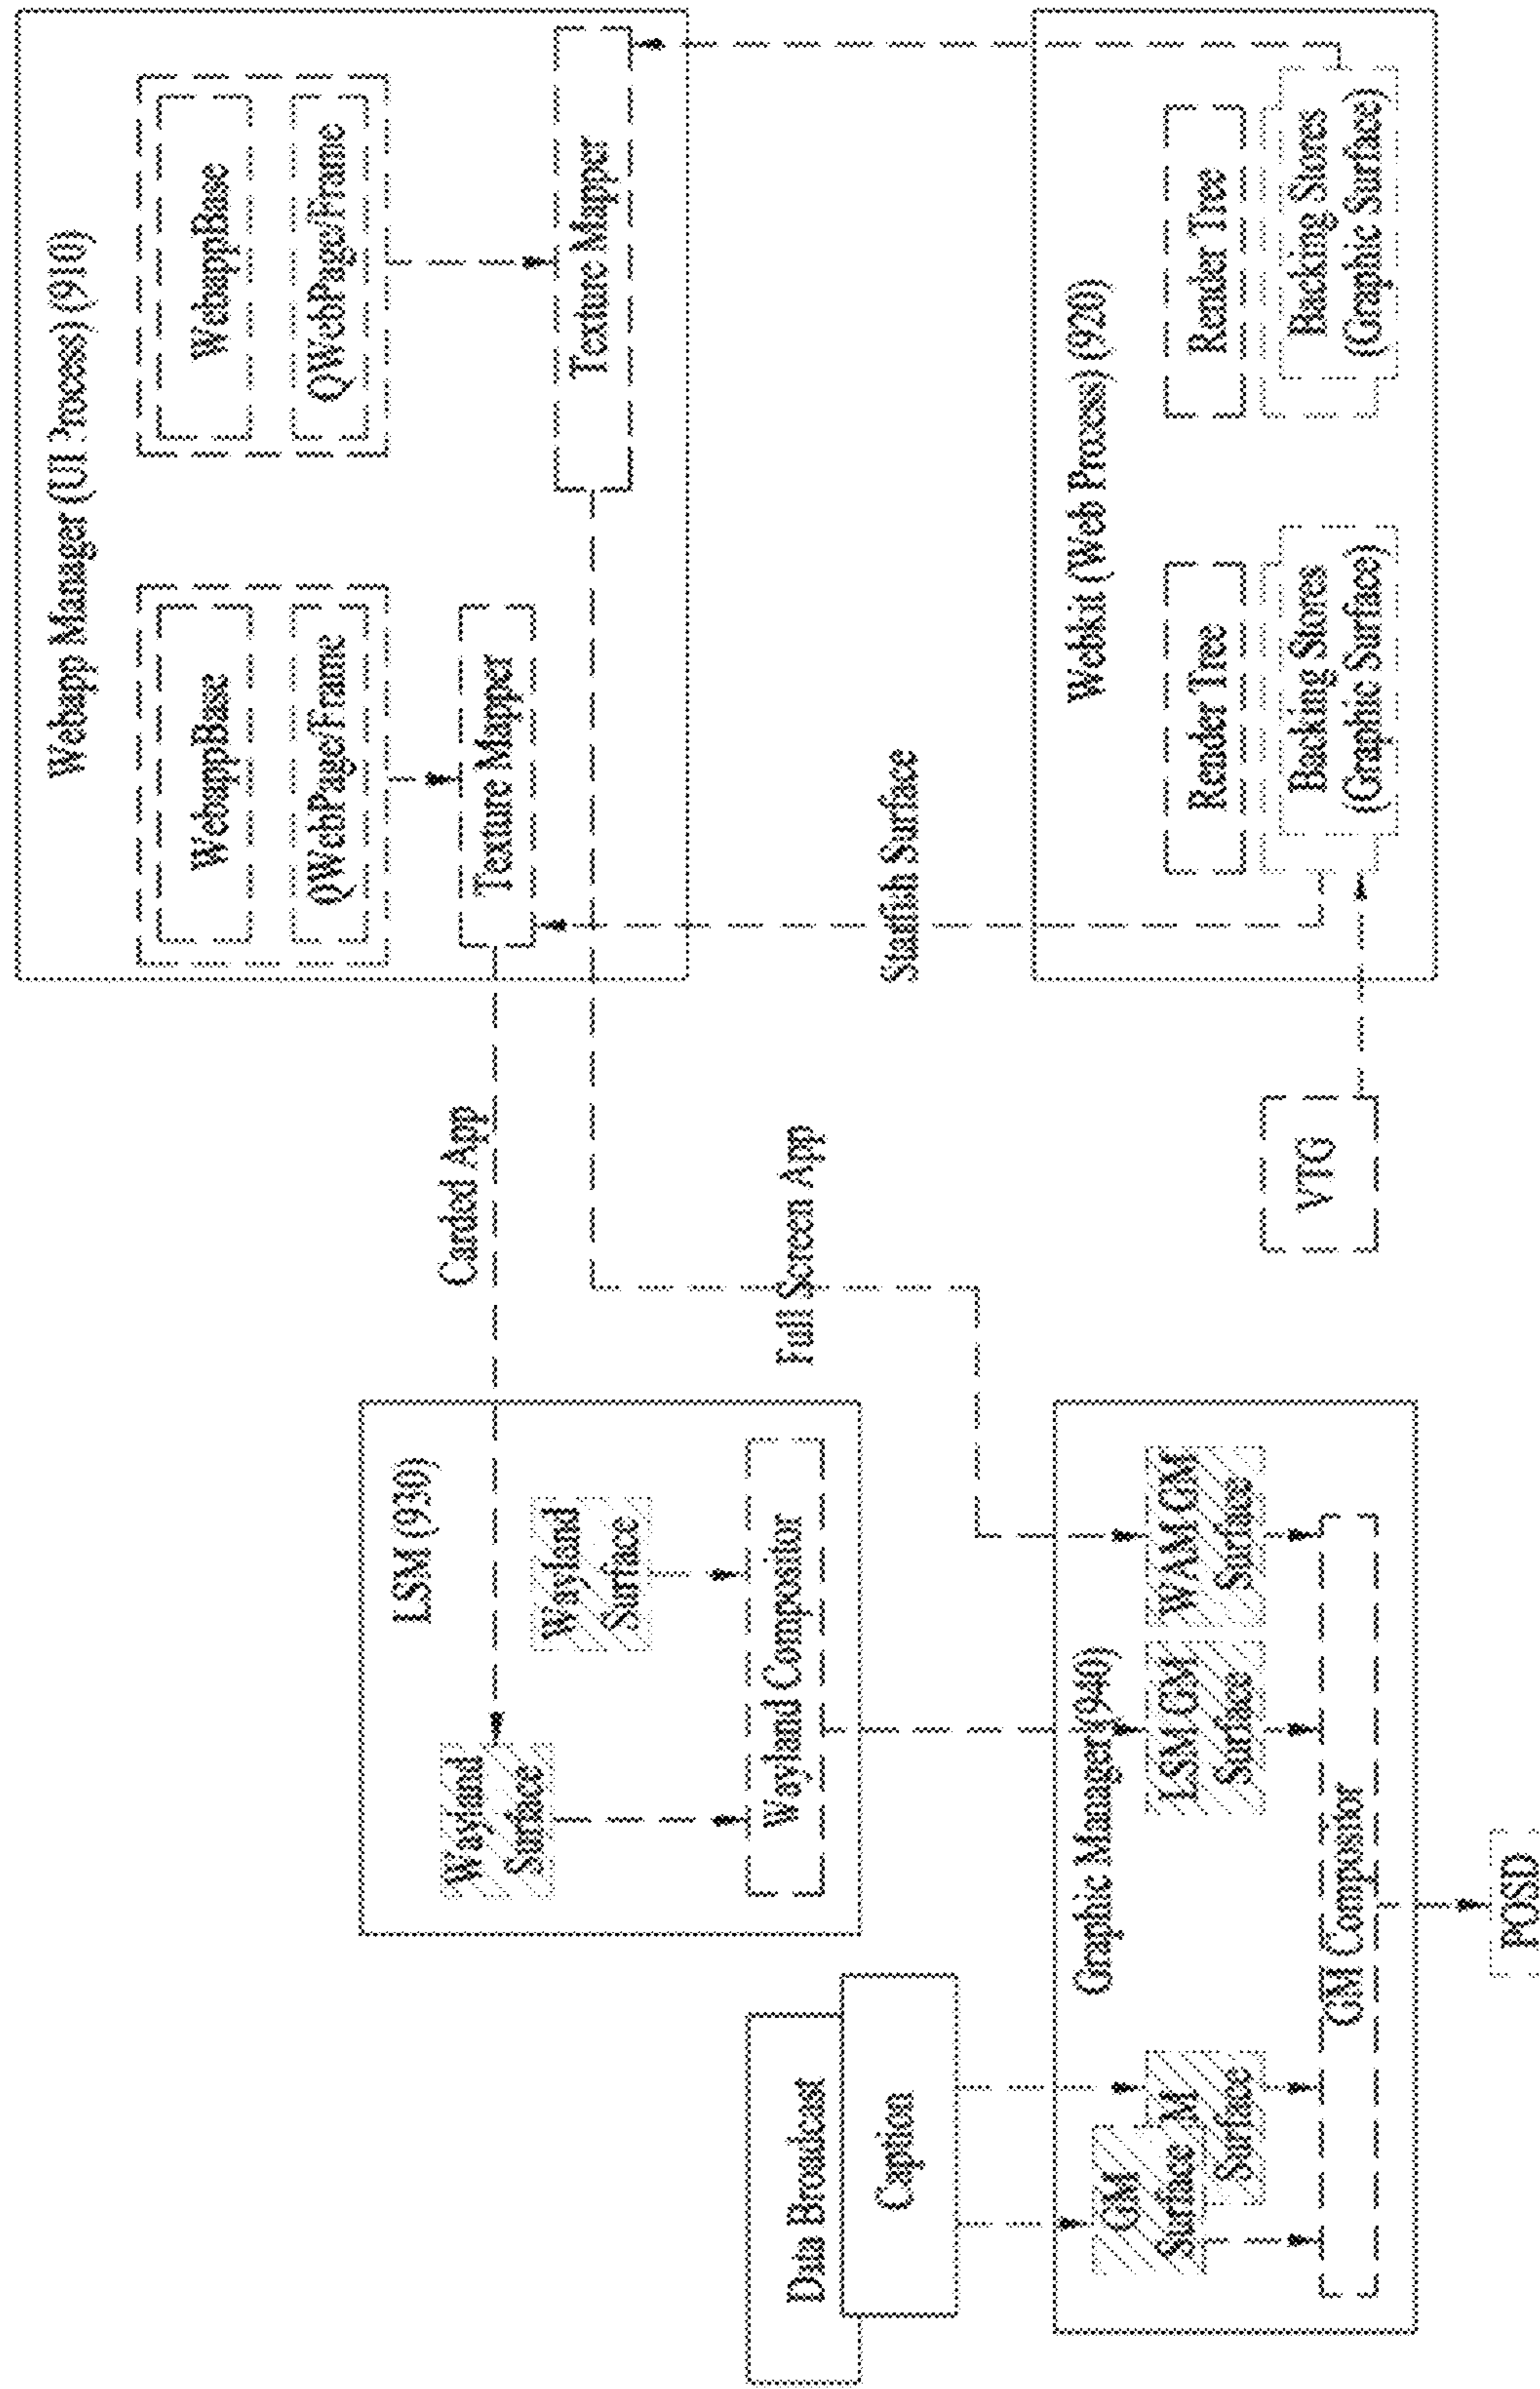 Webapp Manager (UI Process) (910)
WebappBase
QWebPage/Frame
Texture Mapper
WebappBase
QWebPage/Frame
Texture Mapper
Carded App
Full Screen App
Starfish Surface
LSM (930)
Wayland
Surface
Wayland
Surface
Wayland Compositor
Data Broadcast
Caption
Graphic Manager(940)
GM
Surface
M
Surface
LSM GM
Surface
WAM GM
Surface
GM Compositor
POSD
VTG
Webkit (Web Process) (920)
Render Tree
Backing Stores
(Graphic Surface)
Render Tree
Backing Stores
(Graphic Surface)